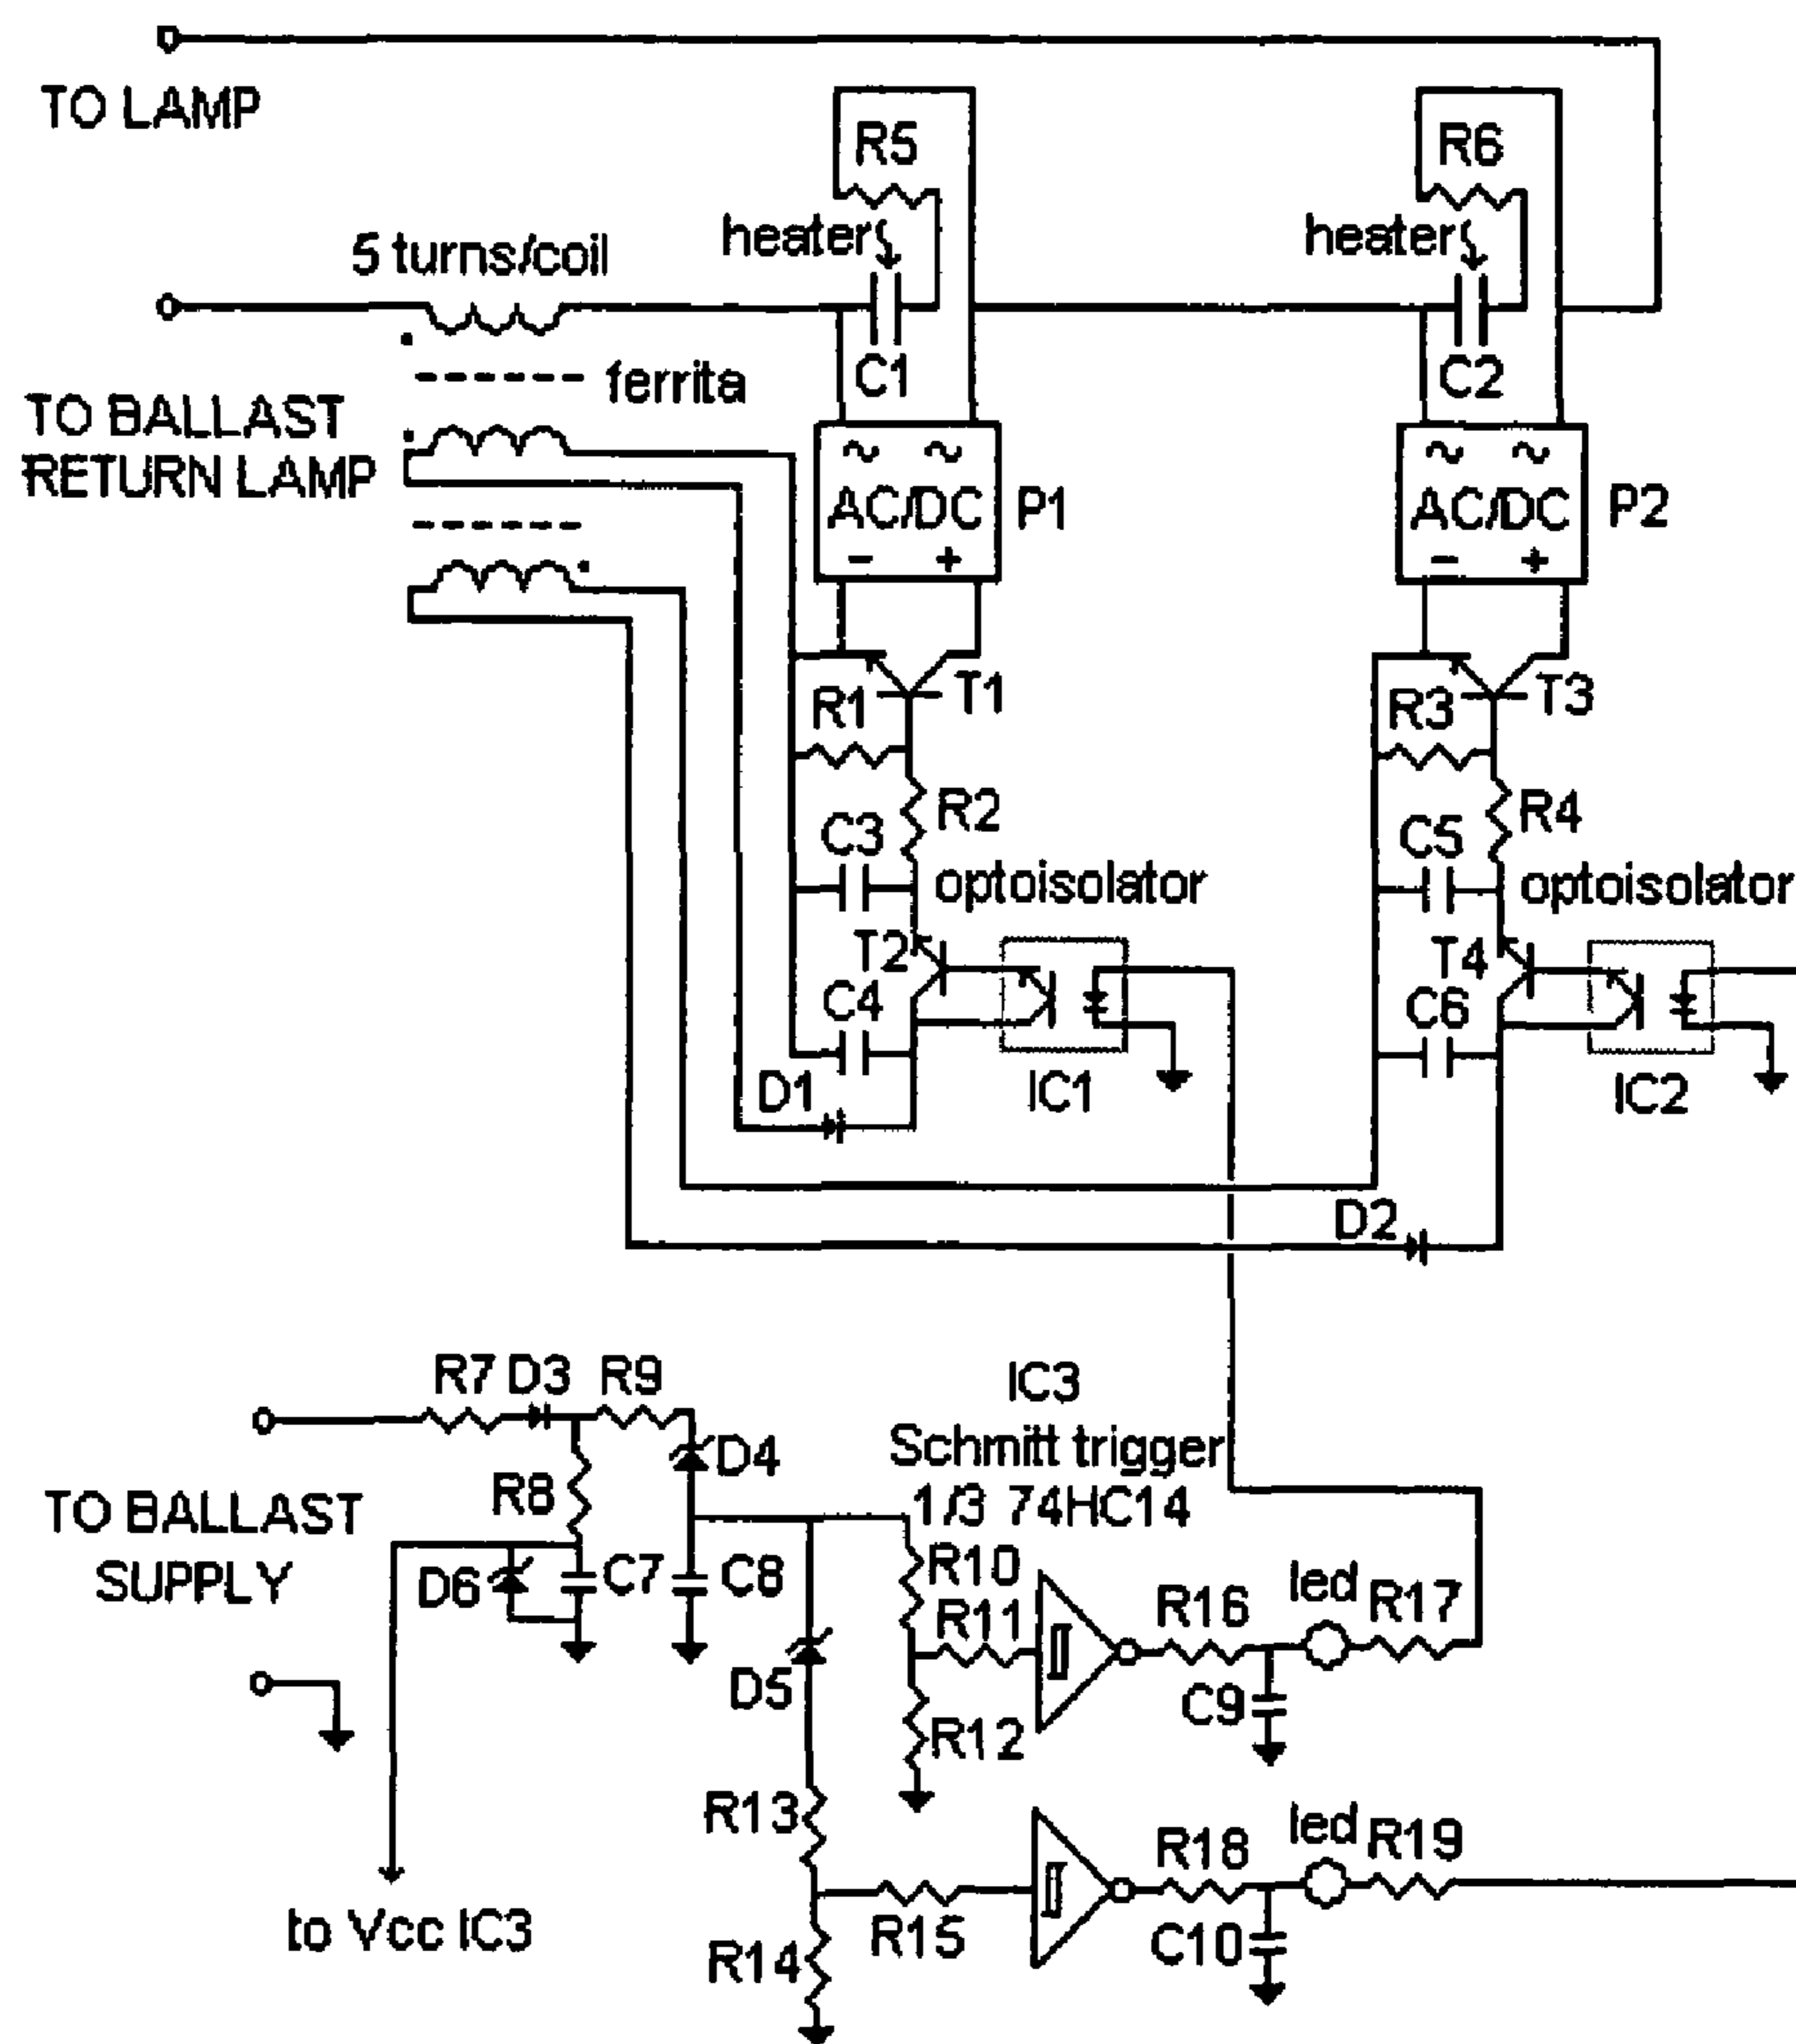 TO LAMP
R5
R6
heater
heater
5 turns/coil
C1
C2
ferrita
TO BALLAST
RETURN LAMP
~ ~
AC/DC
- +
P1
~ ~
AC/DC
- +
P2
T1
T3
R1
R3
R2
R4
C3
C5
optoisolator
optoisolator
T2
T4
C4
C6
D1
IC1
IC2
D2
R7 D3 R9
IC3
Schmitt trigger
1/3 74HC14
D4
R8
TO BALLAST
SUPPLY
D6
C7
C8
R10
R11
R16
led
R17
D5
C9
R12
R13
R18
led
R19
R15
C10
R14
to Vcc IC3